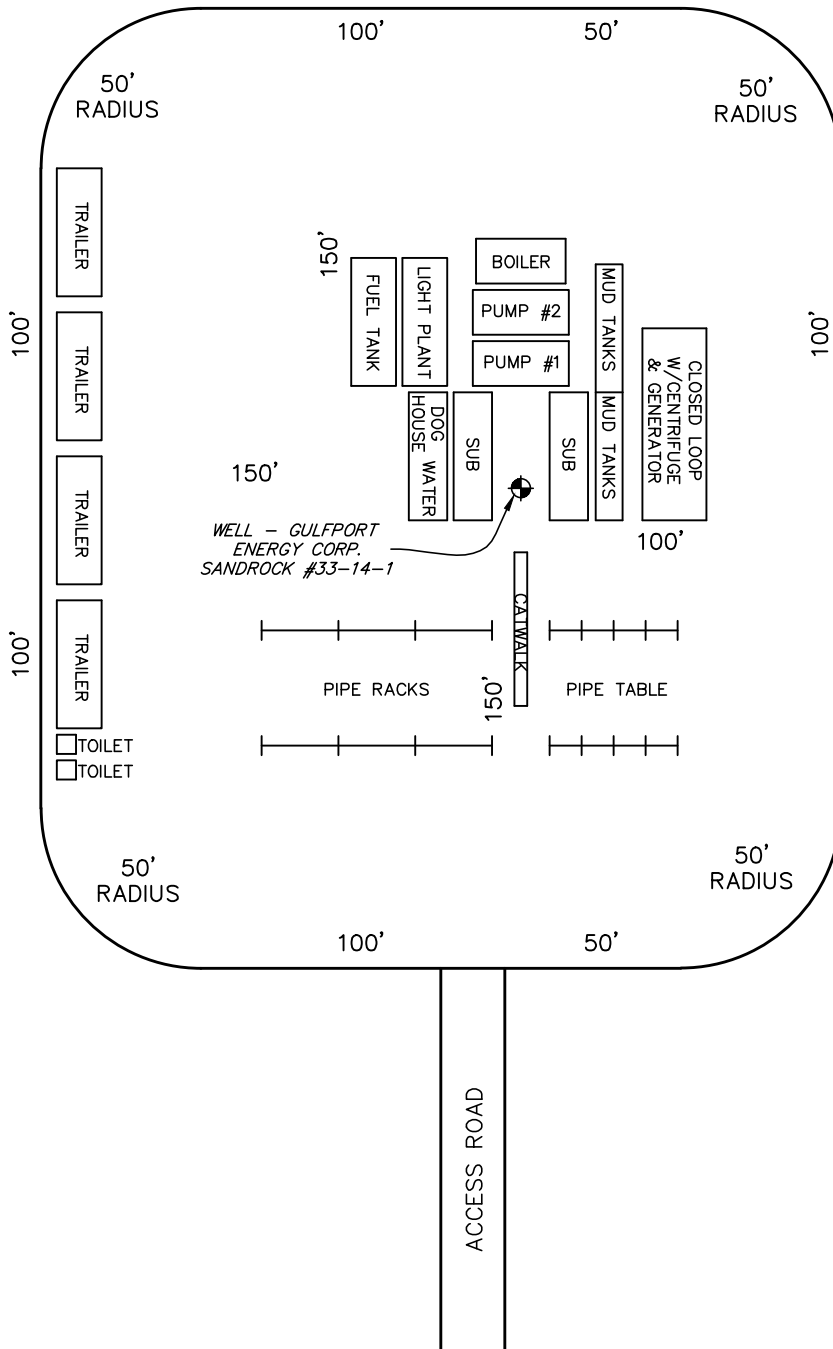 100'
50'
50'
RADIUS
50'
RADIUS
TRAILER
150'
BOILER
FUEL TANK
LIGHT PLANT
PUMP #2
MUD TANKS
100'
100'
PUMP #1
CLOSED LOOP
W/CENTRIFUGE
& GENERATOR
TRAILER
DOG WATER
HOUSE
SUB
SUB
MUD TANKS
150'
TRAILER
WELL – GULFPORT
ENERGY CORP.
SANDROCK #33-14-1
100'
CATWALK
100'
TRAILER
PIPE RACKS
150'
PIPE TABLE
TOILET
TOILET
50'
RADIUS
50'
RADIUS
100'
50'
ACCESS ROAD